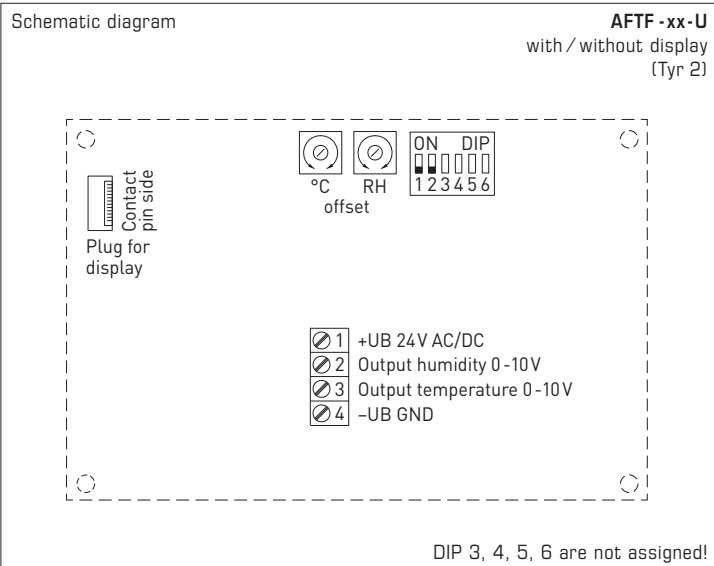 Schematic diagram
AFTF - xx - U
with / without display
(Tyr 2)
ON DIP
1 2 3 4 5 6
°C RH
offset
Contact
pin side
Plug for
display
1 +UB 24V AC/DC
2 Output humidity 0-10V
3 Output temperature 0-10V
4 –UB GND
DIP 3, 4, 5, 6 are not assigned!